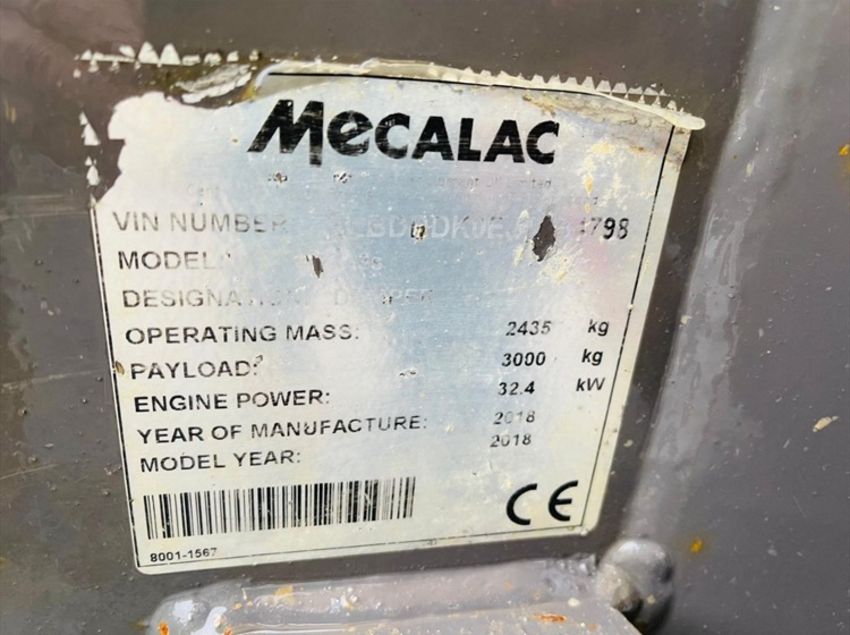 MECALAC
VIN NUMBER
MODEL:
DESIGNATION: DUMPER
OPERATING MASS: 2435 kg
PAYLOAD: 3000 kg
ENGINE POWER: 32.4 kW
YEAR OF MANUFACTURE: 2018
MODEL YEAR: 2018
8001-1567
CE